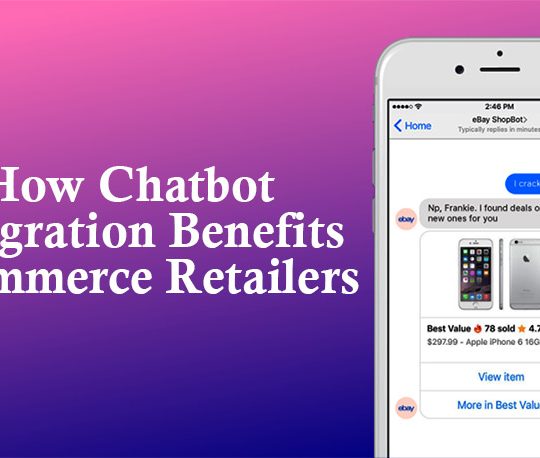 How Chatbot
gration Benefits
mmerce Retailers
2:46 PM
Home
eBay ShopBot>
Typically replies in minutes
I crack
Np, Frankie. I found deals o
new ones for you
ebay
Best Value 🔥 78 sold ⭐ 4.7
$297.99 - Apple iPhone 6 16G
View item
More in Best Valu
ebay